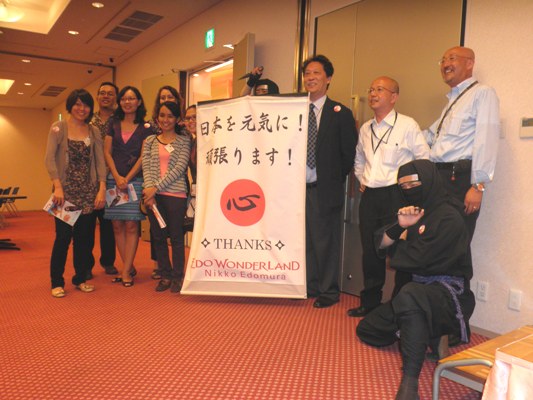 日本を元気に!
頑張ります!
心
✧ THANKS ✧
EDO WONDERLAND
Nikko Edomura